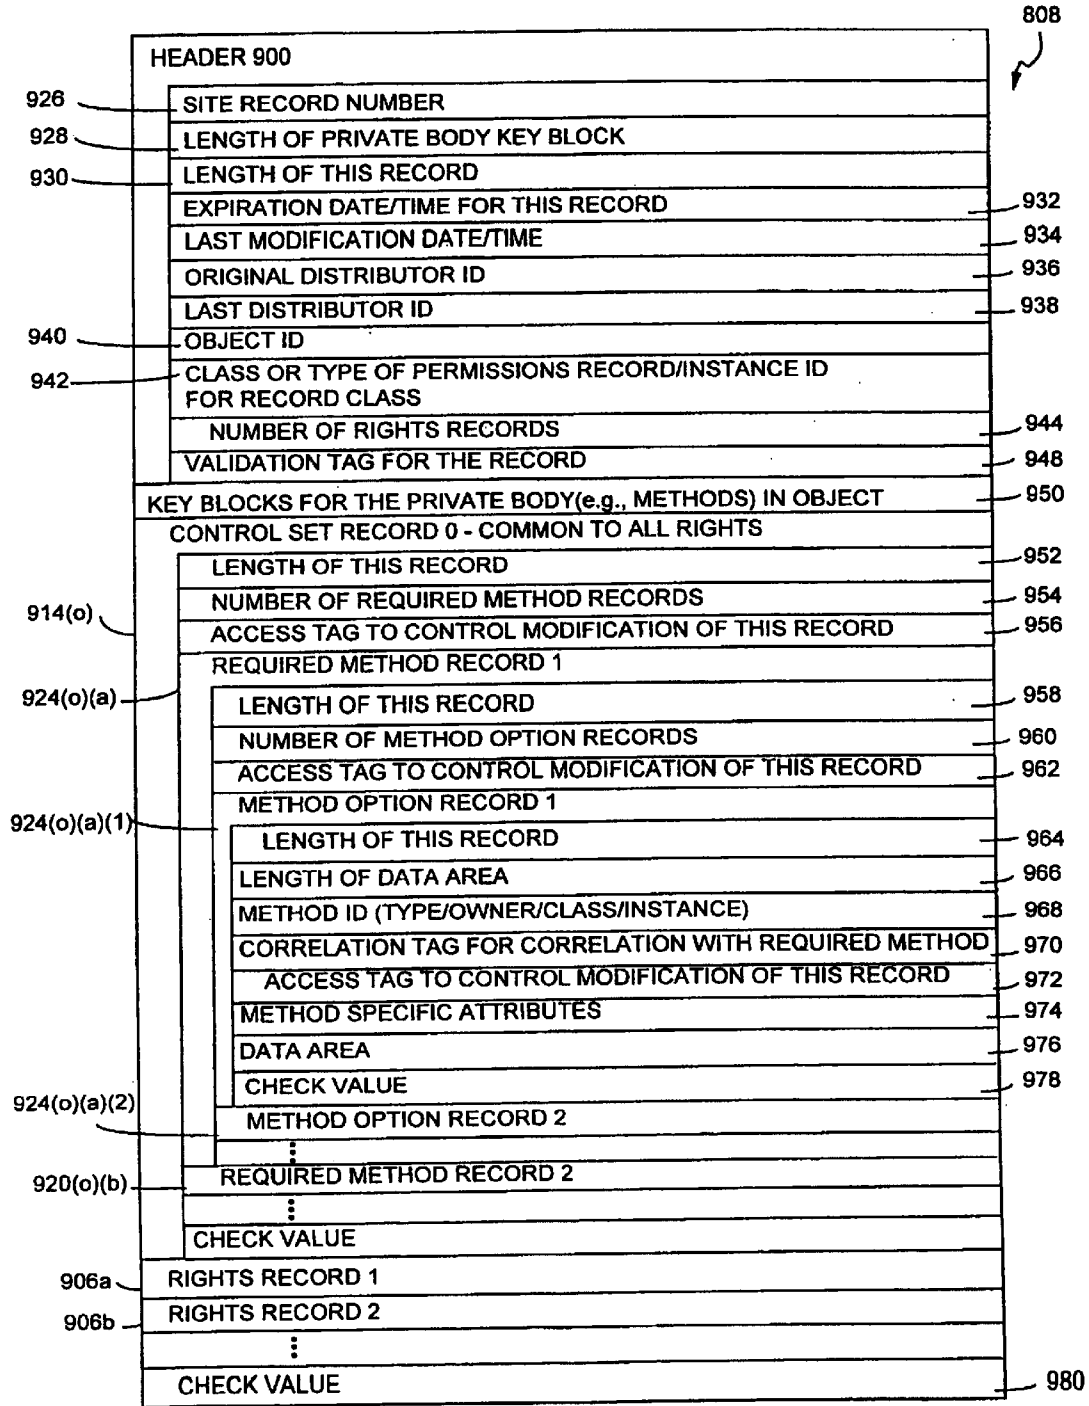 808
HEADER 900
926 SITE RECORD NUMBER
928 LENGTH OF PRIVATE BODY KEY BLOCK
930 LENGTH OF THIS RECORD
EXPIRATION DATE/TIME FOR THIS RECORD 932
LAST MODIFICATION DATE/TIME 934
ORIGINAL DISTRIBUTOR ID 936
LAST DISTRIBUTOR ID 938
940 OBJECT ID
942 CLASS OR TYPE OF PERMISSIONS RECORD/INSTANCE ID
FOR RECORD CLASS
NUMBER OF RIGHTS RECORDS 944
VALIDATION TAG FOR THE RECORD 948
KEY BLOCKS FOR THE PRIVATE BODY(e.g., METHODS) IN OBJECT 950
CONTROL SET RECORD 0 - COMMON TO ALL RIGHTS
LENGTH OF THIS RECORD 952
914(o) NUMBER OF REQUIRED METHOD RECORDS 954
ACCESS TAG TO CONTROL MODIFICATION OF THIS RECORD 956
REQUIRED METHOD RECORD 1
924(o)(a) LENGTH OF THIS RECORD 958
NUMBER OF METHOD OPTION RECORDS 960
ACCESS TAG TO CONTROL MODIFICATION OF THIS RECORD 962
METHOD OPTION RECORD 1
924(o)(a)(1) LENGTH OF THIS RECORD 964
LENGTH OF DATA AREA 966
METHOD ID (TYPE/OWNER/CLASS/INSTANCE) 968
CORRELATION TAG FOR CORRELATION WITH REQUIRED METHOD 970
ACCESS TAG TO CONTROL MODIFICATION OF THIS RECORD 972
METHOD SPECIFIC ATTRIBUTES 974
DATA AREA 976
CHECK VALUE 978
924(o)(a)(2) METHOD OPTION RECORD 2
920(o)(b) REQUIRED METHOD RECORD 2
CHECK VALUE
906a RIGHTS RECORD 1
906b RIGHTS RECORD 2
CHECK VALUE 980